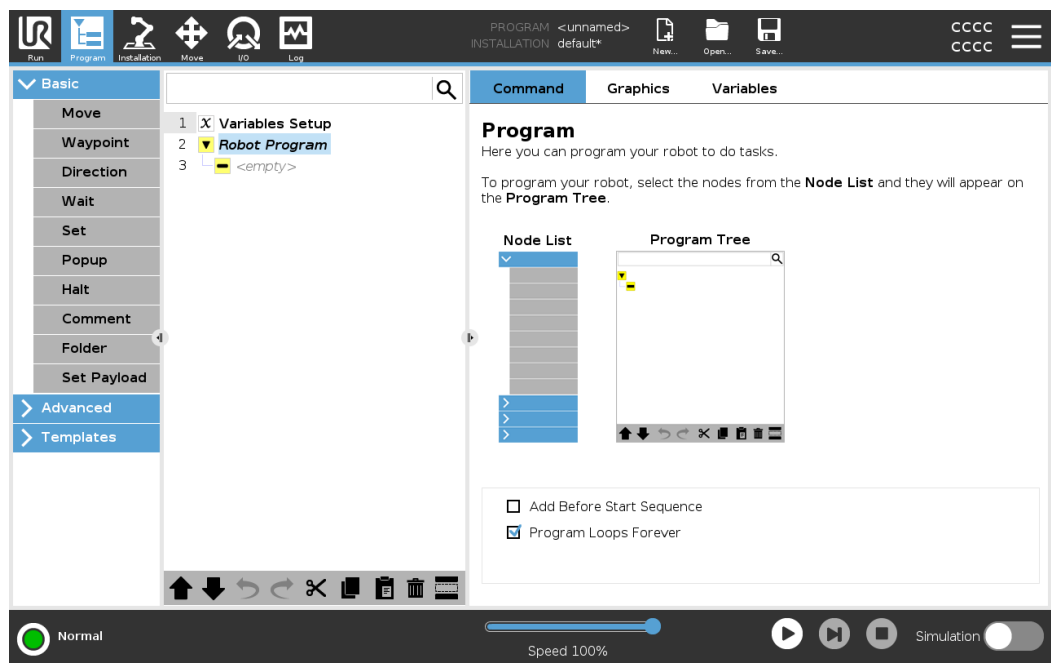 PROGRAM <unnamed>
INSTALLATION default*
UR
Run
Program
Installation
Move
I/O
Log
New...
Open...
Save...
CCCC
CCCC
Basic
Move
Waypoint
Direction
Wait
Set
Popup
Halt
Comment
Folder
Set Payload
Advanced
Templates
1 X Variables Setup
2 Robot Program
3 <empty>
Command Graphics Variables
Program
Here you can program your robot to do tasks.
To program your robot, select the nodes from the Node List and they will appear on
the Program Tree.
Node List Program Tree
Add Before Start Sequence
Program Loops Forever
Normal
Speed 100%
Simulation